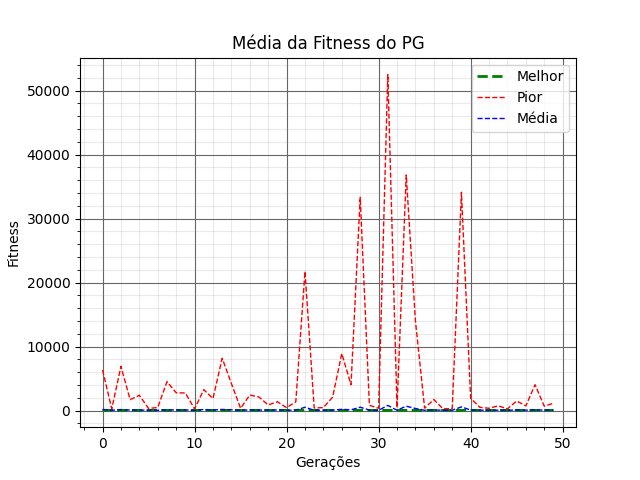 Média da Fitness do PG
Melhor
Pior
Média
Fitness
50000
40000
30000
20000
10000
0
0 10 20 30 40 50
Gerações